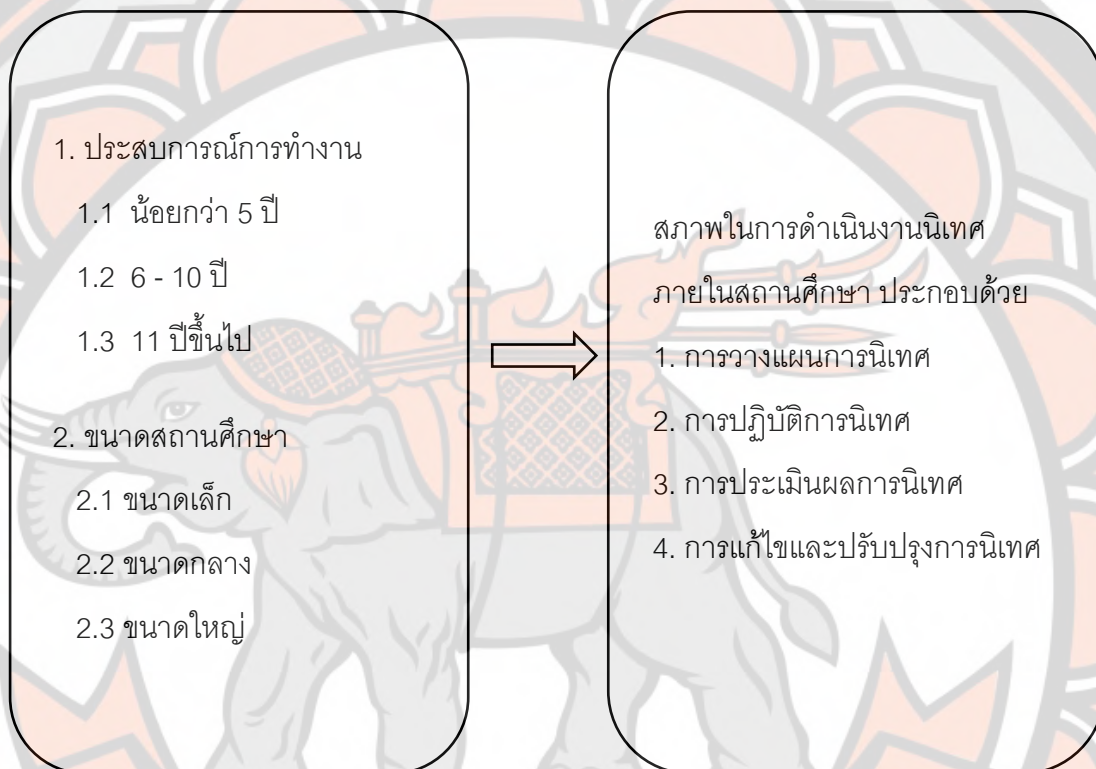 1. ประสบการณ์การทำงาน
1.1 น้อยกว่า 5 ปี
1.2 6 - 10 ปี
1.3 11 ปีขึ้นไป
2. ขนาดสถานศึกษา
2.1 ขนาดเล็ก
2.2 ขนาดกลาง
2.3 ขนาดใหญ่
สภาพในการดำเนินงานนิเทศ
ภายในสถานศึกษา ประกอบด้วย
1. การวางแผนการนิเทศ
2. การปฏิบัติการนิเทศ
3. การประเมินผลการนิเทศ
4. การแก้ไขและปรับปรุงการนิเทศ